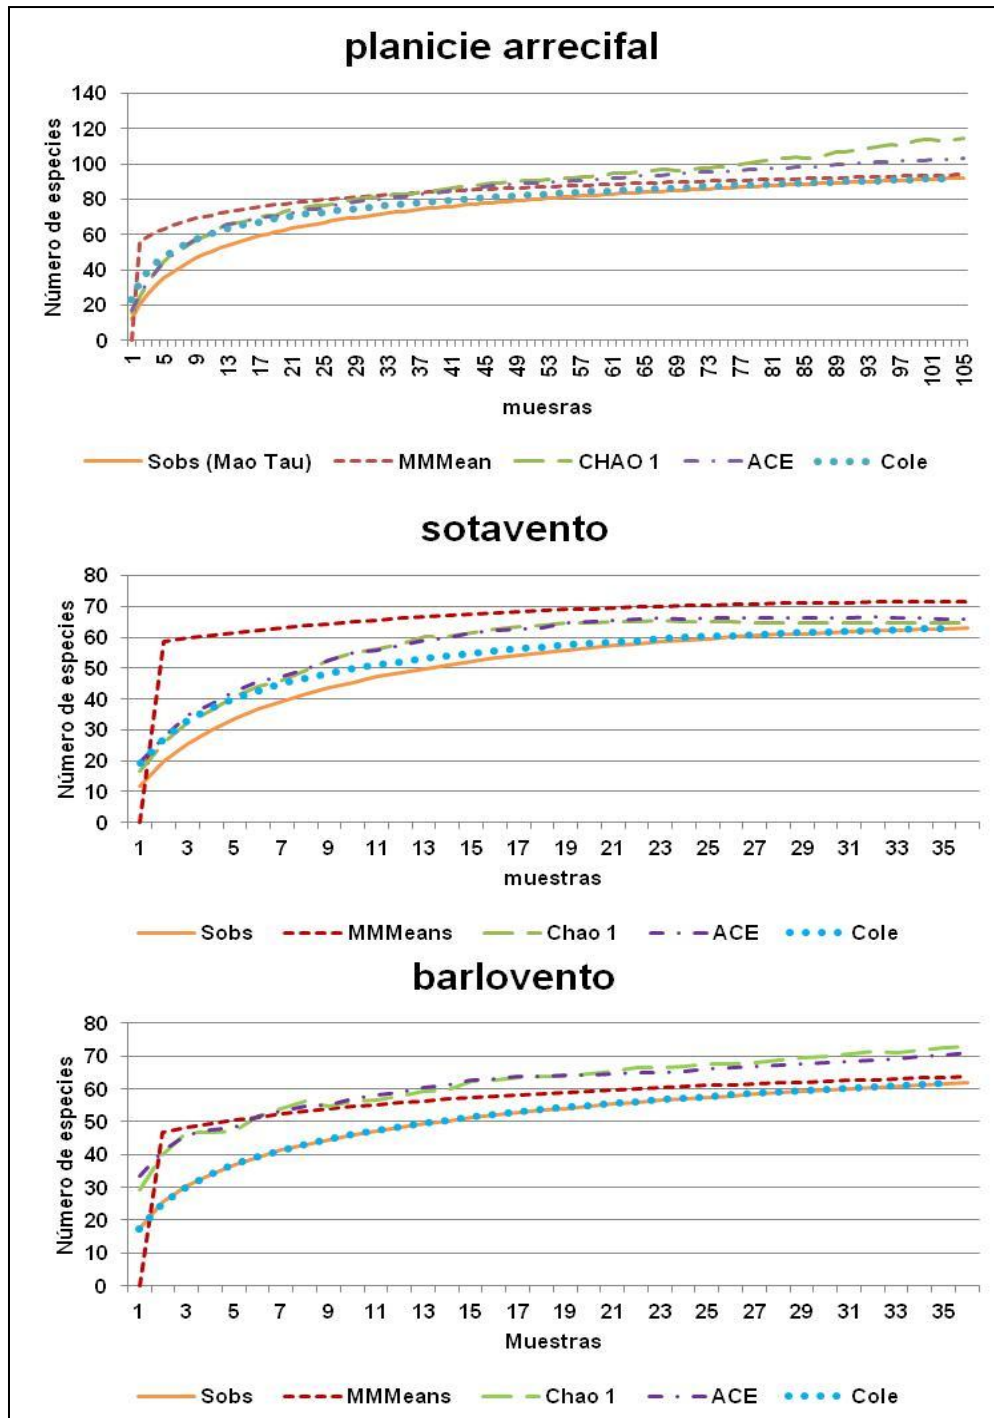 planicie arrecifal
Número de especies
140
120
100
80
60
40
20
0
1 5 9 13 17 21 25 29 33 37 41 45 49 53 57 61 65 69 73 77 81 85 89 93 97 101 105
muesras
Sobs (Mao Tau) MMMean CHAO 1 ACE Cole
sotavento
Número de especies
80
70
60
50
40
30
20
10
0
1 3 5 7 9 11 13 15 17 19 21 23 25 27 29 31 33 35
muestras
Sobs MMMeans Chao 1 ACE Cole
barlovento
Número de especies
80
70
60
50
40
30
20
10
0
1 3 5 7 9 11 13 15 17 19 21 23 25 27 29 31 33 35
Muestras
Sobs MMMeans Chao 1 ACE Cole